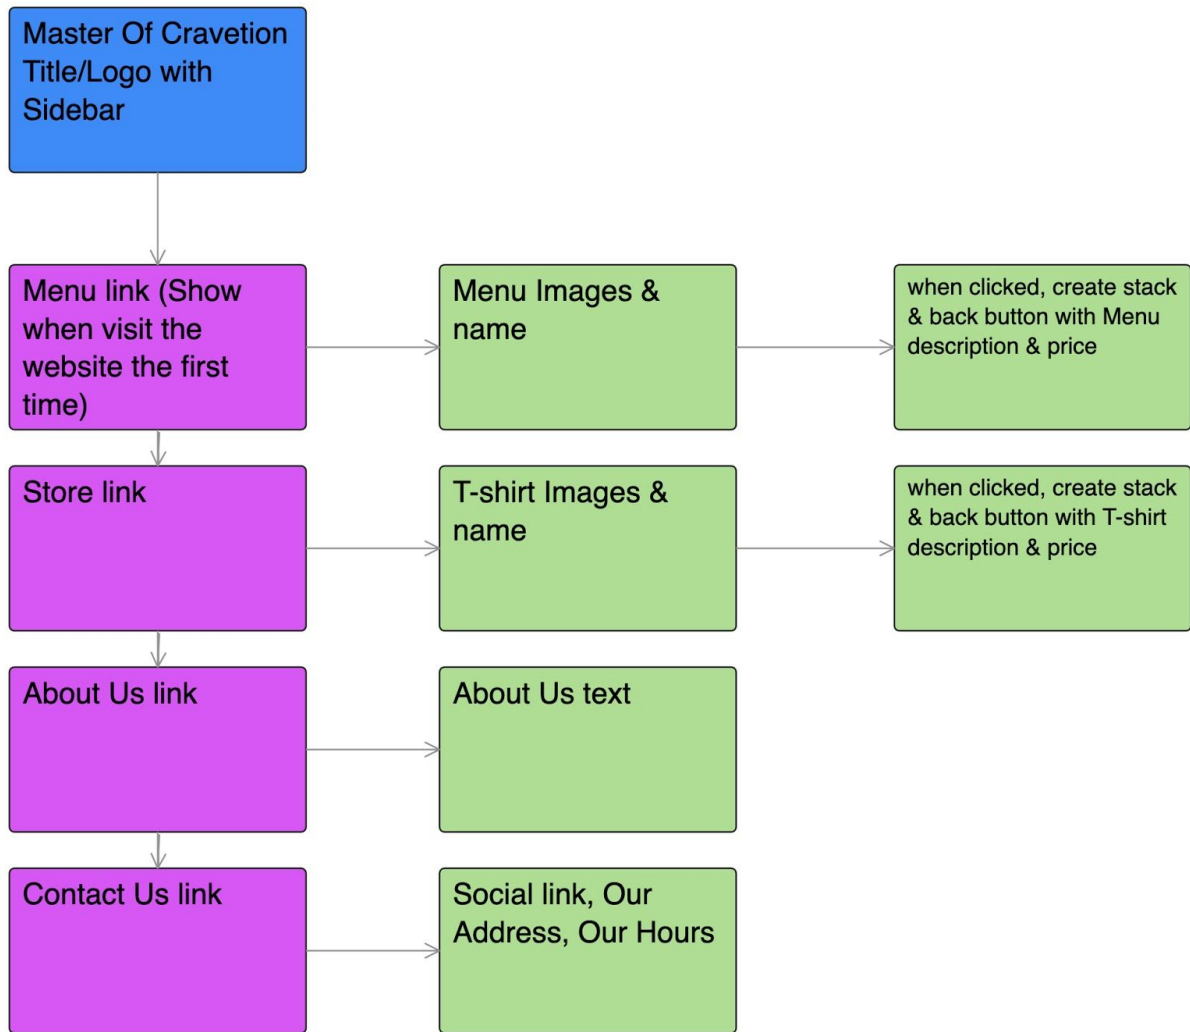 Master Of Cravetion
Title/Logo with
Sidebar
Menu link (Show
when visit the
website the first
time)
Menu Images &
name
when clicked, create stack
& back button with Menu
description & price
Store link
T-shirt Images &
name
when clicked, create stack
& back button with T-shirt
description & price
About Us link
About Us text
Contact Us link
Social link, Our
Address, Our Hours